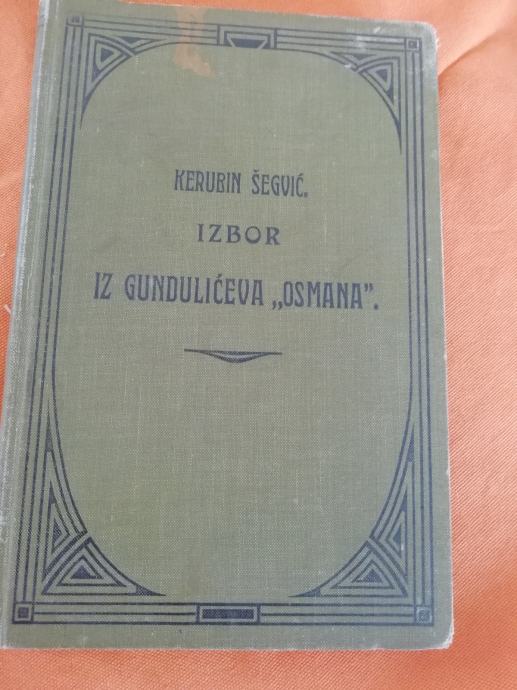 KERUBIN ŠEGVIĆ.
IZBOR
IZ GUNDULIĆEVA „OSMANA”.